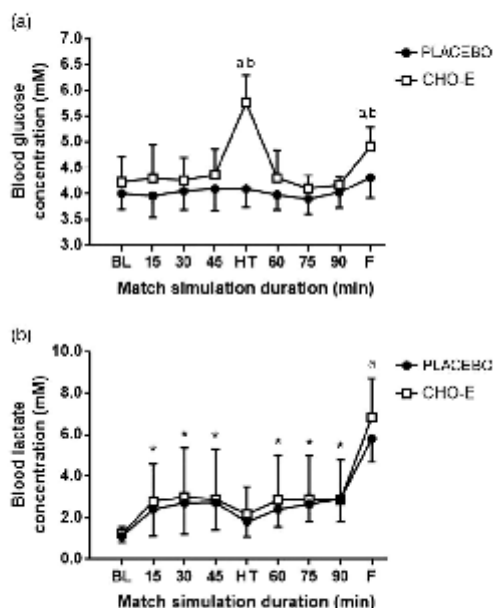 (a)
7.0
6.5
6.0
5.5
5.0
4.5
4.0
3.5
3.0
Blood glucose
concentration (mM)
ab
ab
PLACEBO
CHO-E
BL 15 30 45 HT 60 75 90 F
Match simulation duration (min)
(b)
10.0
8.0
6.0
4.0
2.0
0.0
Blood lactate
concentration (mM)
* * * * * *
a
PLACEBO
CHO-E
BL 15 30 45 HT 60 75 90 F
Match simulation duration (min)